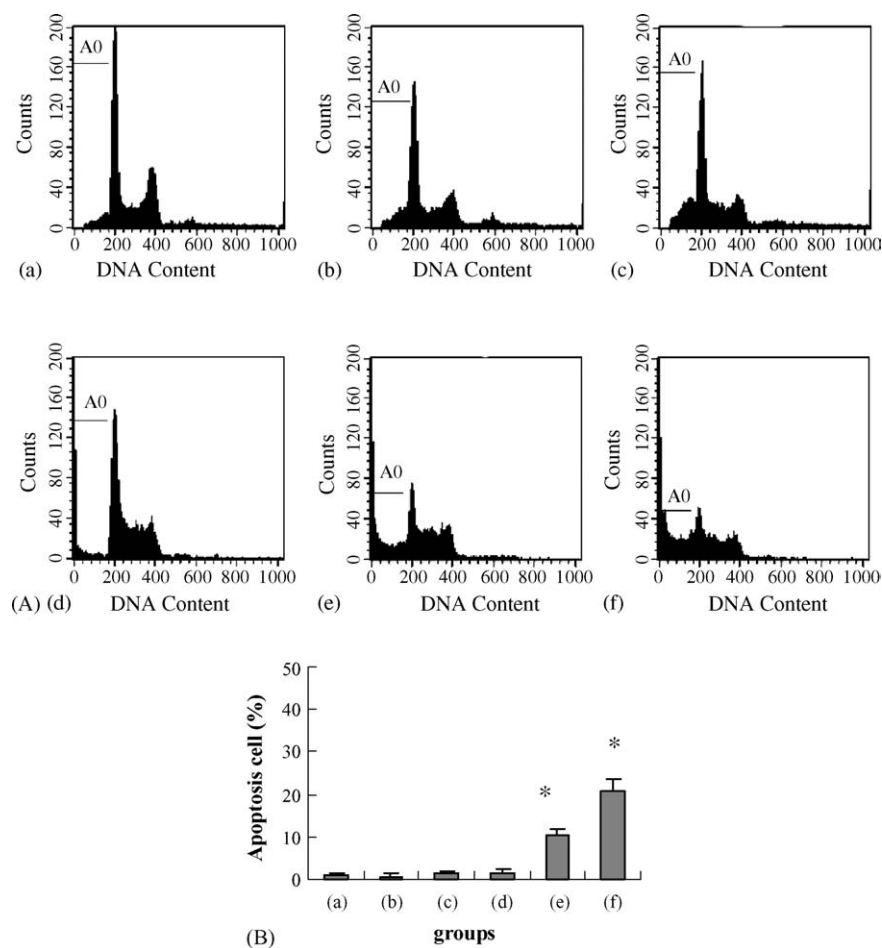 200
160
120
80
40
0
Counts
A0
0 200 400 600 800 1000
DNA Content
(a)
200
160
120
80
40
0
Counts
A0
0 200 400 600 800 1000
DNA Content
(b)
200
160
120
80
40
0
Counts
A0
0 200 400 600 800 1000
DNA Content
(c)
200
160
120
80
40
0
Counts
A0
0 200 400 600 800 1000
DNA Content
(A) (d)
200
160
120
80
40
0
Counts
A0
0 200 400 600 800 1000
DNA Content
(e)
200
160
120
80
40
0
Counts
A0
0 200 400 600 800 1000
DNA Content
(f)
50
40
30
20
10
0
Apoptosis cell (%)
*
*
(a) (b) (c) (d) (e) (f)
groups
(B)